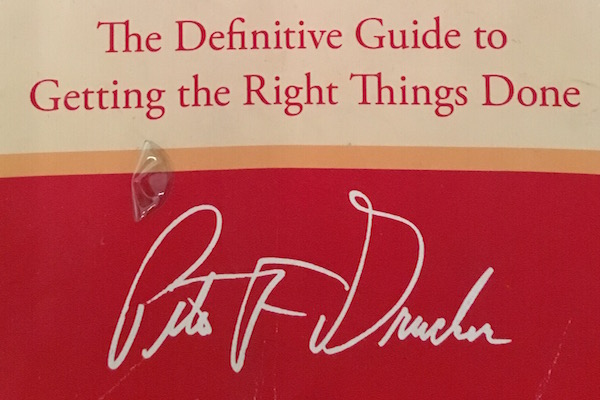 The Definitive Guide to
Getting the Right Things Done
Peter F. Drucker